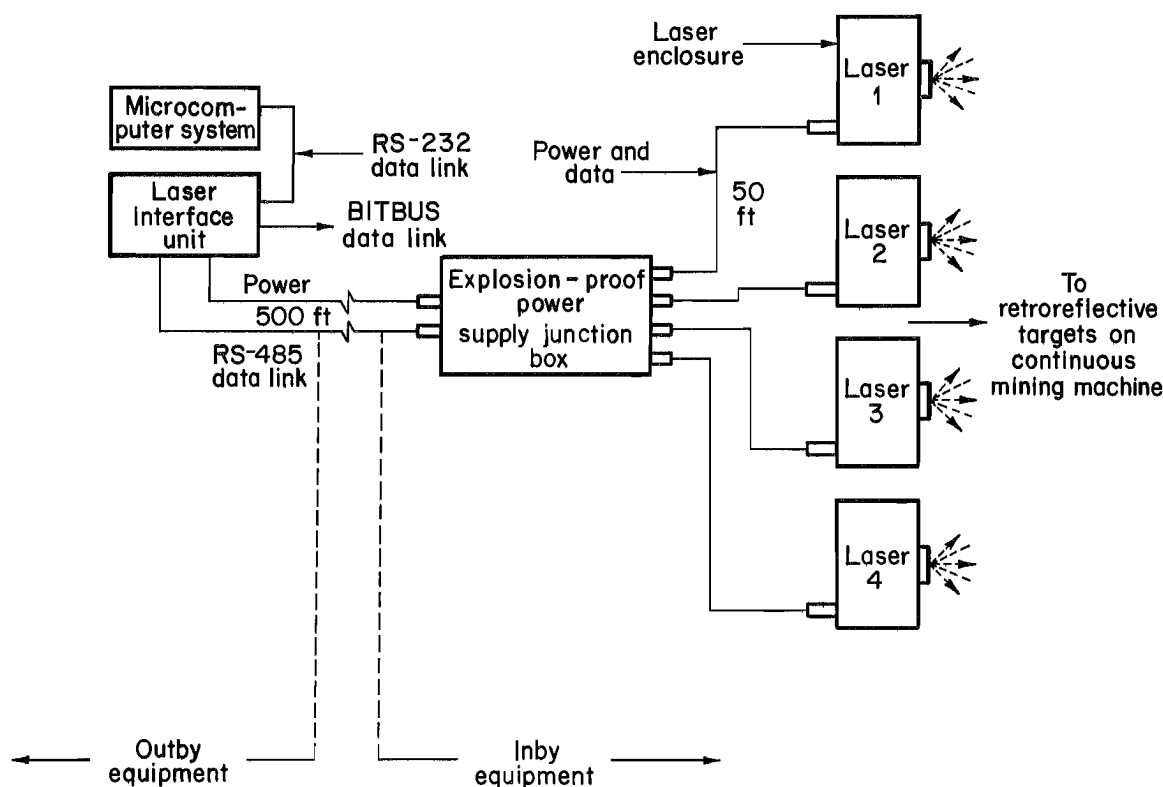 Laser
enclosure
Laser
1
Microcom-
puter system
RS-232
data link
Power and
data
50
ft
Laser
interface
unit
BITBUS
data link
Laser
2
Power
500 ft
RS-485
data link
Explosion-proof
power
supply junction
box
To
retroreflective
targets on
continuous
mining machine
Laser
3
Laser
4
Outby
equipment
Inby
equipment